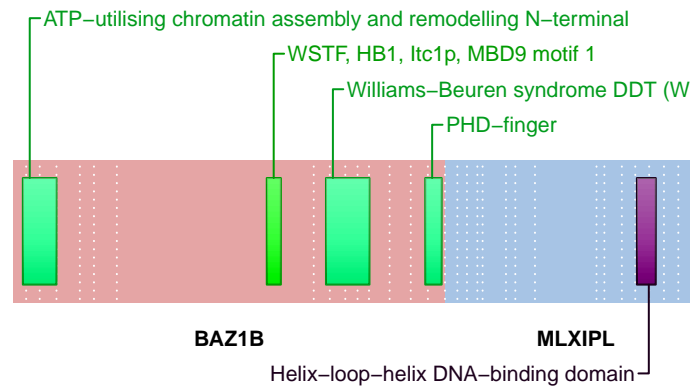 ATP−utilising chromatin assembly and remodelling N−terminal
WSTF, HB1, Itc1p, MBD9 motif 1
Williams−Beuren syndrome DDT (W
PHD−finger
BAZ1B
MLXIPL
Helix−loop−helix DNA−binding domain